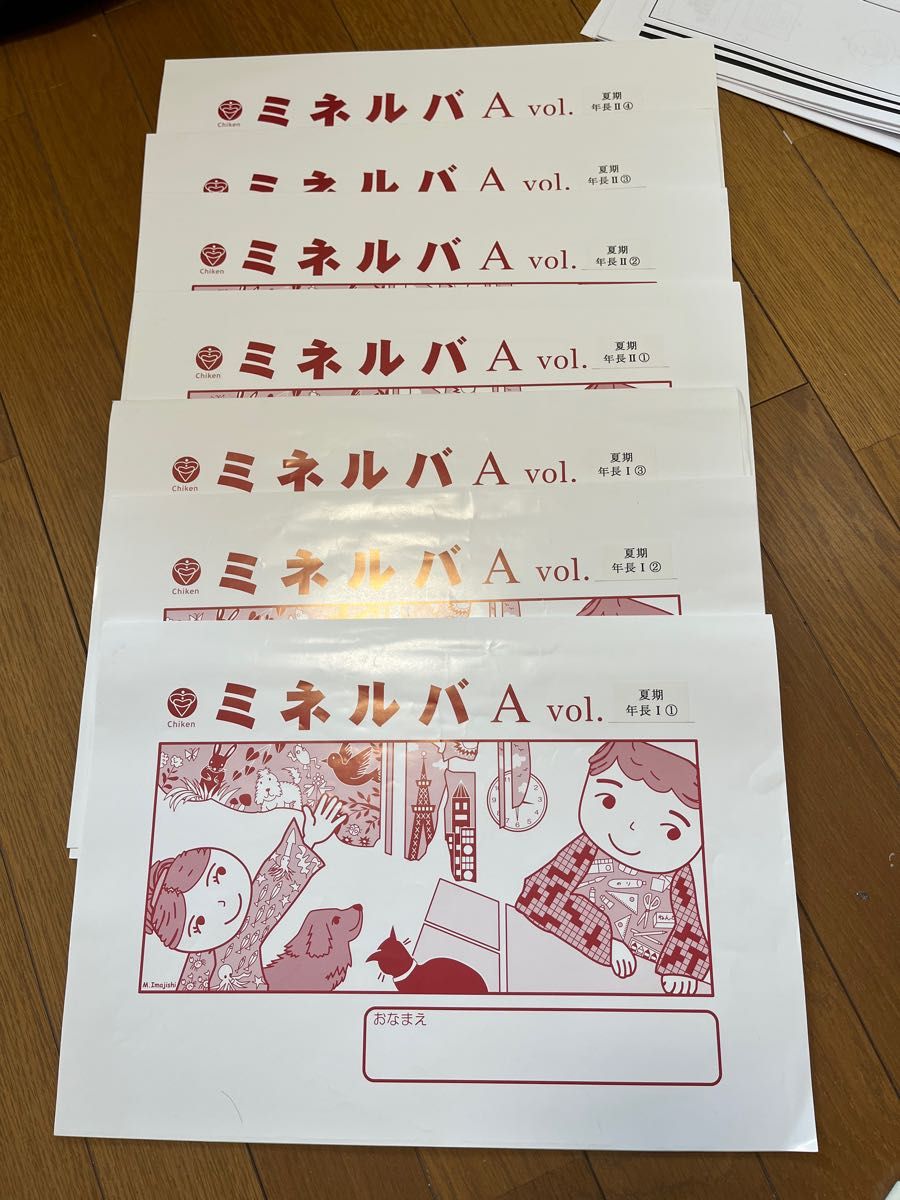 Chiken
ミネルバ A vol.
夏期
年長Ⅱ④
ミネルバ A vol.
夏期
年長Ⅱ③
Chiken
ミネルバ A vol.
夏期
年長Ⅱ②
Chiken
ミネルバ A vol.
夏期
年長Ⅱ①
Chiken
ミネルバ A vol.
夏期
年長Ⅰ③
Chiken
ミネルバ A vol.
夏期
年長Ⅰ②
Chiken
ミネルバ A vol.
夏期
年長Ⅰ①
のり
M.Imajishi
おなまえ